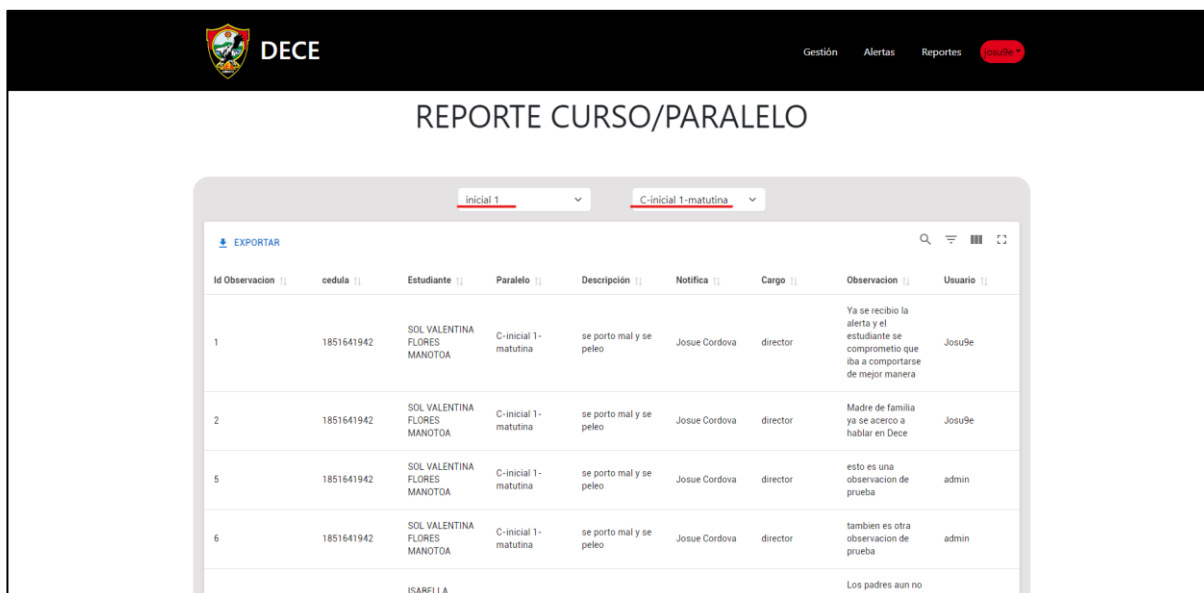 DECE
Gestión Alertas Reportes josu9e
REPORTE CURSO/PARALELO
inicial 1 C-inicial 1-matutina
EXPORTAR
Id Observacion cedula Estudiante Paralelo Descripción Notifica Cargo Observacion Usuario
1 1851641942 SOL VALENTINA FLORES MANOTOA C-inicial 1-matutina se porto mal y se peleo Josue Cordova director Ya se recibio la alerta y el estudiante se comprometio que iba a comportarse de mejor manera Josu9e
2 1851641942 SOL VALENTINA FLORES MANOTOA C-inicial 1-matutina se porto mal y se peleo Josue Cordova director Madre de familia ya se acerco a hablar en Dece Josu9e
5 1851641942 SOL VALENTINA FLORES MANOTOA C-inicial 1-matutina se porto mal y se peleo Josue Cordova director esto es una observacion de prueba admin
6 1851641942 SOL VALENTINA FLORES MANOTOA C-inicial 1-matutina se porto mal y se peleo Josue Cordova director tambien es otra observacion de prueba admin
ISABELLA Los padres aun no